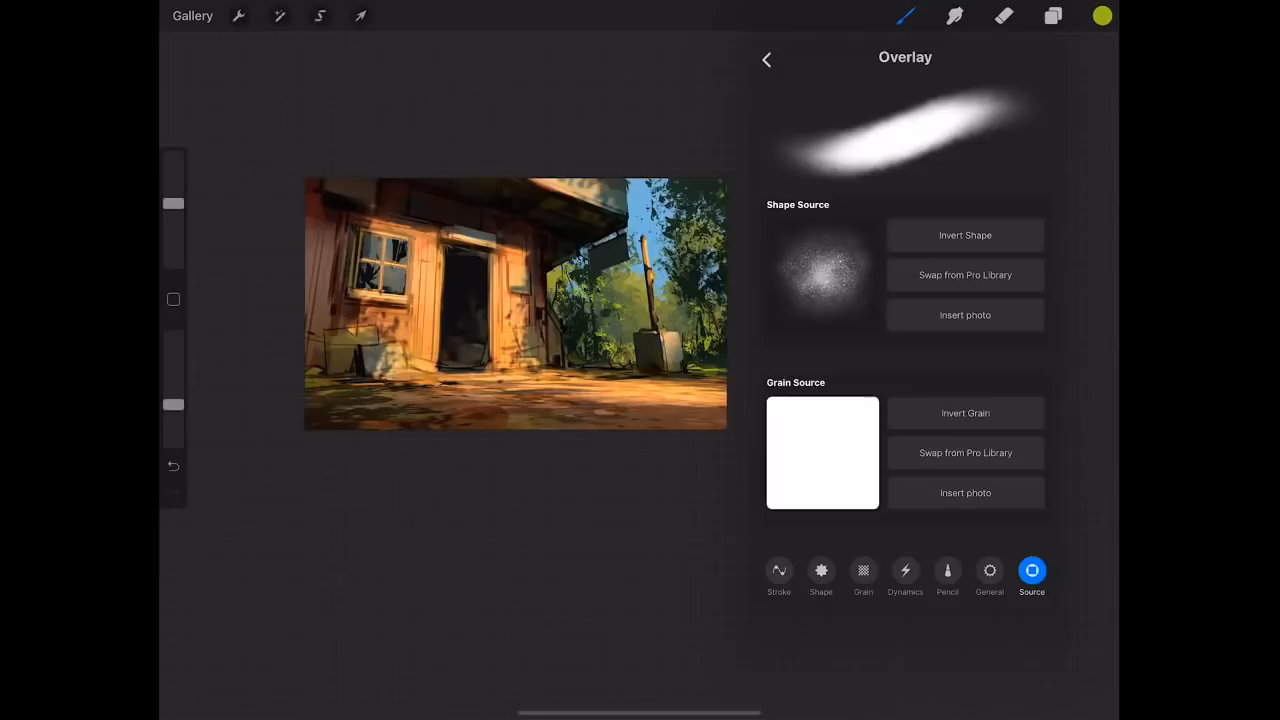 Gallery
Overlay
Shape Source
Invert Shape
Swap from Pro Library
Insert photo
Grain Source
Invert Grain
Swap from Pro Library
Insert photo
Stroke Shape Grain Dynamics Pencil General Source